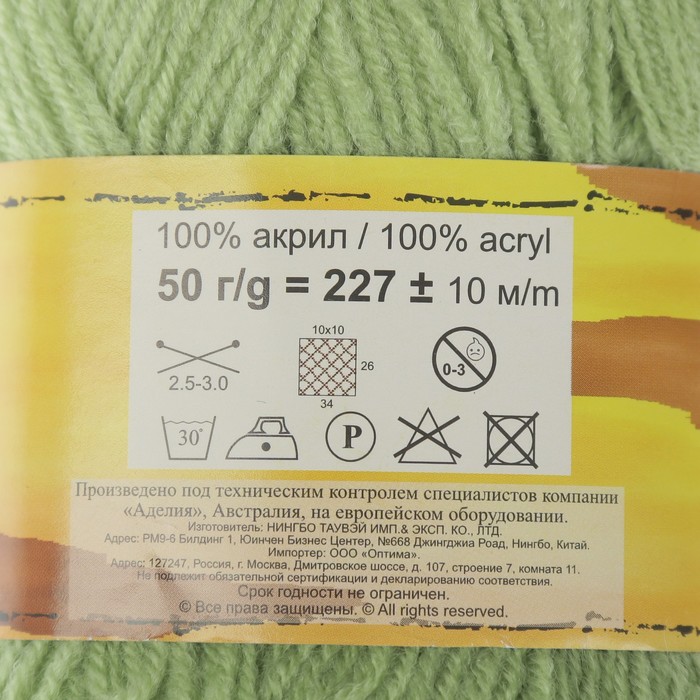 100% акрил / 100% acryl
50 г/g = 227 ± 10 м/m
10x10
26
0-3
2.5-3.0
34
30°
P
Произведено под техническим контролем специалистов компании
«Аделия», Австралия, на европейском оборудовании.
Изготовитель: НИНГБО ТАУВЭЙ ИМП.& ЭКСП. КО., ЛТД.
Адрес: РМ9-6 Билдинг 1, Юинчен Бизнес Центер, №668 Джингджиа Роад, Нингбо, Китай.
Импортер: ООО «Оптима».
Адрес: 127247, Россия, г. Москва, Дмитровское шоссе, д. 107, строение 7, комната 11.
Не подлежит обязательной сертификации и декларированию соответствия.
Срок годности не ограничен.
© Все права защищены. © All rights reserved.